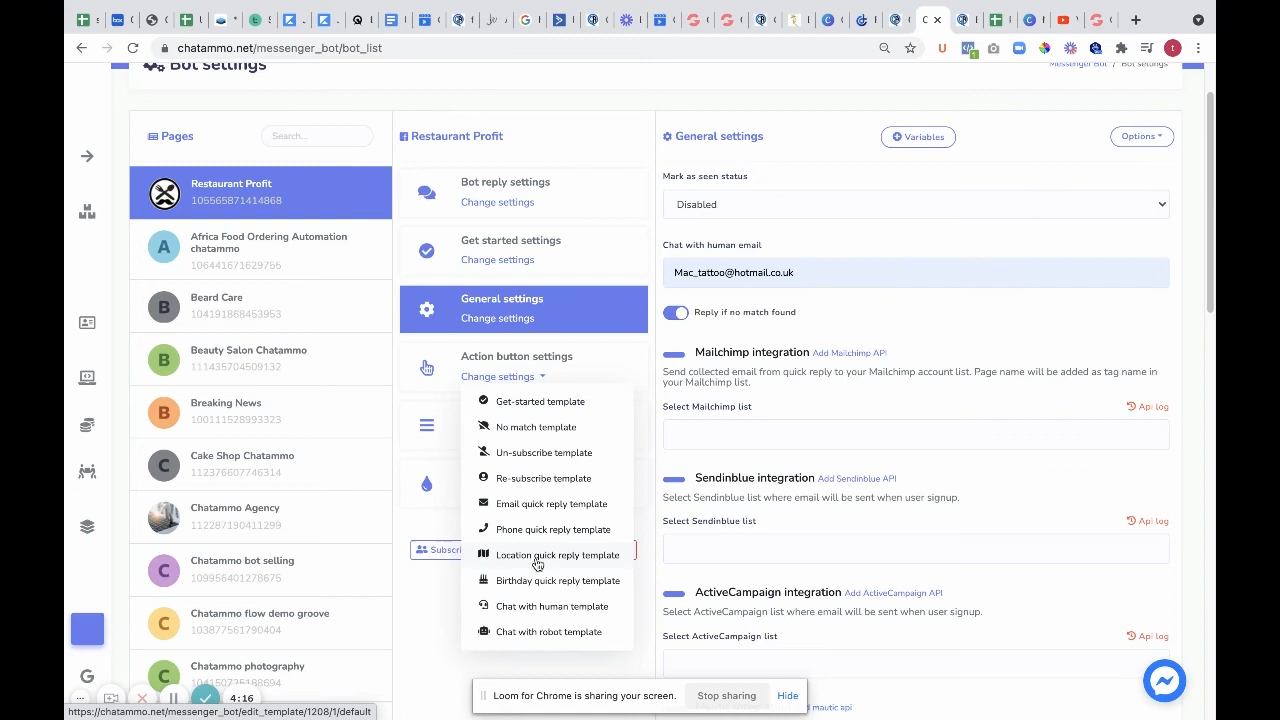 chatammo.net/messenger_bot/bot_list
Bot settings
Messenger Bot / Bot settings
Pages
Search...
Restaurant Profit
105565871414868
Africa Food Ordering Automation
chatammo
106441671629755
Beard Care
104191868453953
Beauty Salon Chatammo
111435704509132
Breaking News
100111528993323
Cake Shop Chatammo
112376607746314
Chatammo Agency
112287190411299
Chatammo bot selling
109956401278675
Chatammo flow demo groove
103877561790404
Chatammo photography
A
B
B
B
C
C
C
C
Restaurant Profit
Bot reply settings
Change settings
Get started settings
Change settings
General settings
Change settings
Action button settings
Change settings
Get-started template
No match template
Un-subscribe template
Re-subscribe template
Email quick reply template
Phone quick reply template
Location quick reply template
Birthday quick reply template
Chat with human template
Chat with robot template
Subscri
General settings
Variables
Options
Mark as seen status
Disabled
Chat with human email
Mac_tattoo@hotmail.co.uk
Reply if no match found
Mailchimp integration Add Mailchimp API
Send collected email from quick reply to your Mailchimp account list. Page name will be added as tag name in
your Mailchimp list.
Select Mailchimp list
Api log
Sendinblue integration Add Sendinblue API
Select Sendinblue list where email will be sent when user signup.
Select Sendinblue list
Api log
ActiveCampaign integration Add ActiveCampaign API
Select ActiveCampaign list where email will be sent when user signup.
Select ActiveCampaign list
Api log
Loom for Chrome is sharing your screen.
Stop sharing
Hide
4:16
https://chatammo.net/messenger_bot/edit_template/1208/1/default